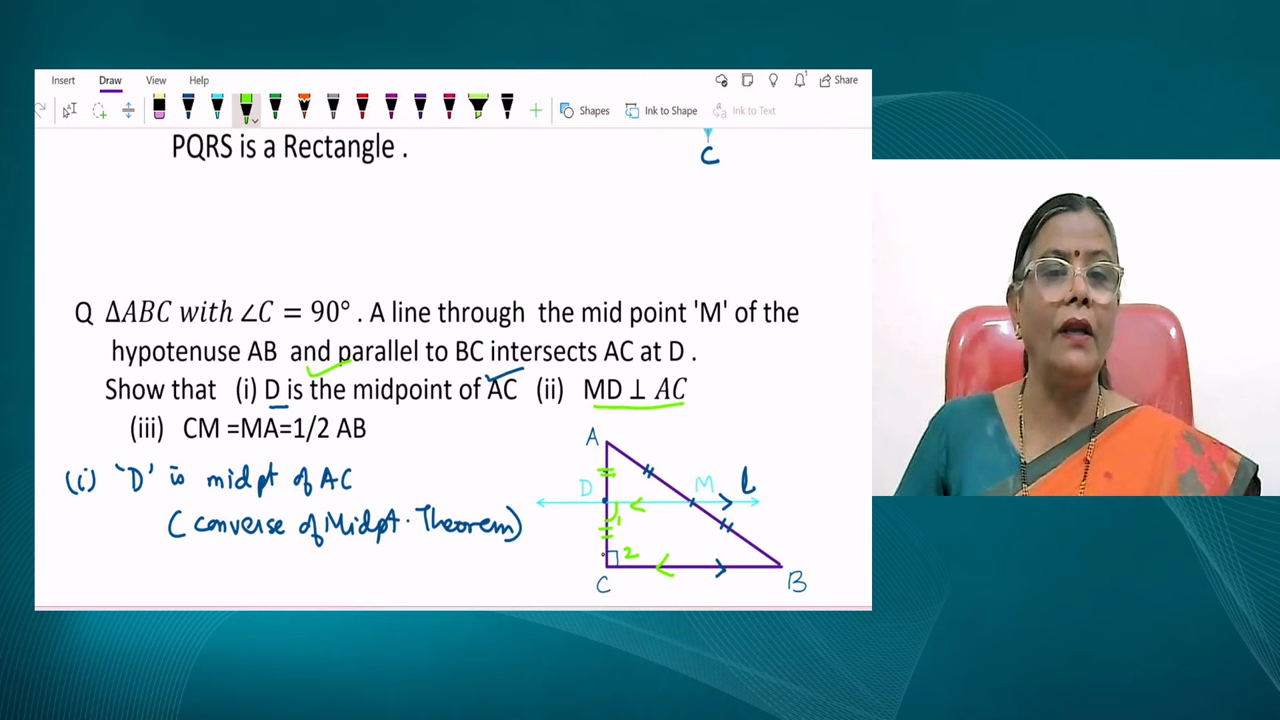 Insert Draw View Help Share
Shapes Ink to Shape Ink to Text
PQRS is a Rectangle .
C
Q ΔABC with ∠C = 90° . A line through the mid point 'M' of the
hypotenuse AB and parallel to BC intersects AC at D .
Show that (i) D is the midpoint of AC (ii) MD ⊥ AC
(iii) CM =MA=1/2 AB
(i) 'D' is midpt of AC
(converse of Midpt. Theorem)
A
D M l
1
2
C B